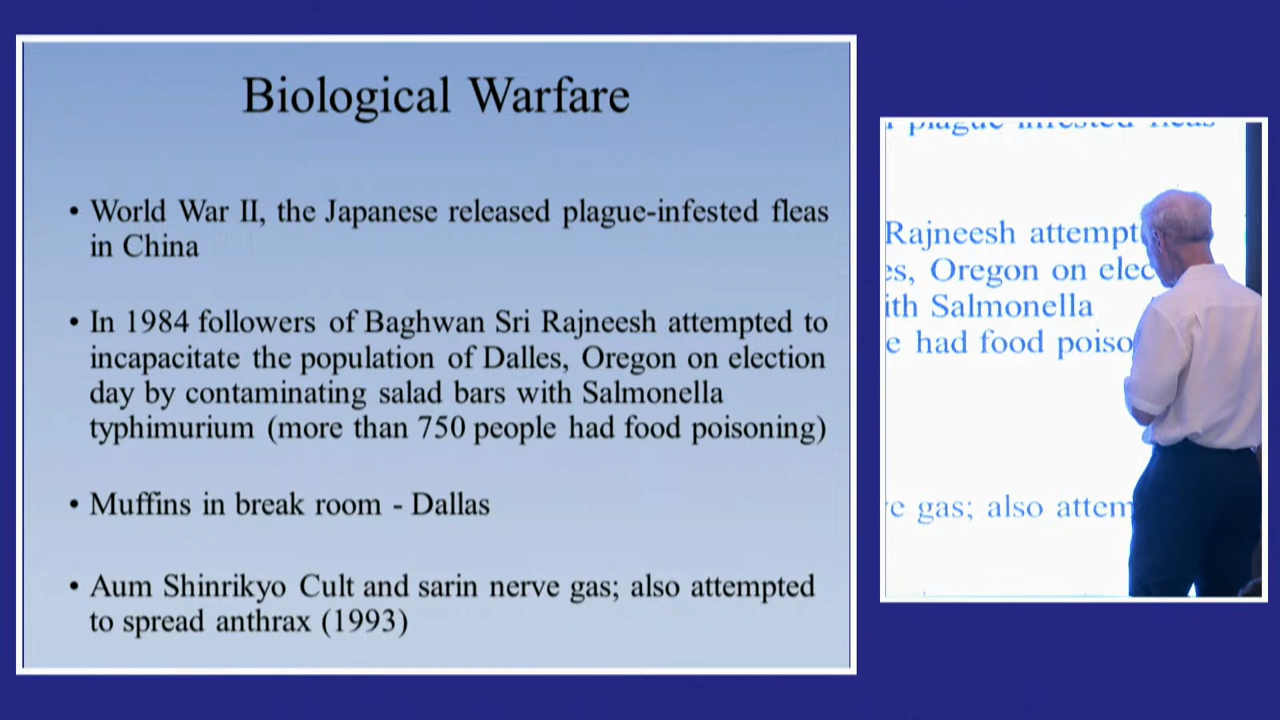 Biological Warfare
• World War II, the Japanese released plague-infested fleas
in China
• In 1984 followers of Baghwan Sri Rajneesh attempted to
incapacitate the population of Dalles, Oregon on election
day by contaminating salad bars with Salmonella
typhimurium (more than 750 people had food poisoning)
• Muffins in break room - Dallas
• Aum Shinrikyo Cult and sarin nerve gas; also attempted
to spread anthrax (1993)
plague-infested fleas
Rajneesh attempt
es, Oregon on elec
ith Salmonella
e had food poiso
e gas; also attem